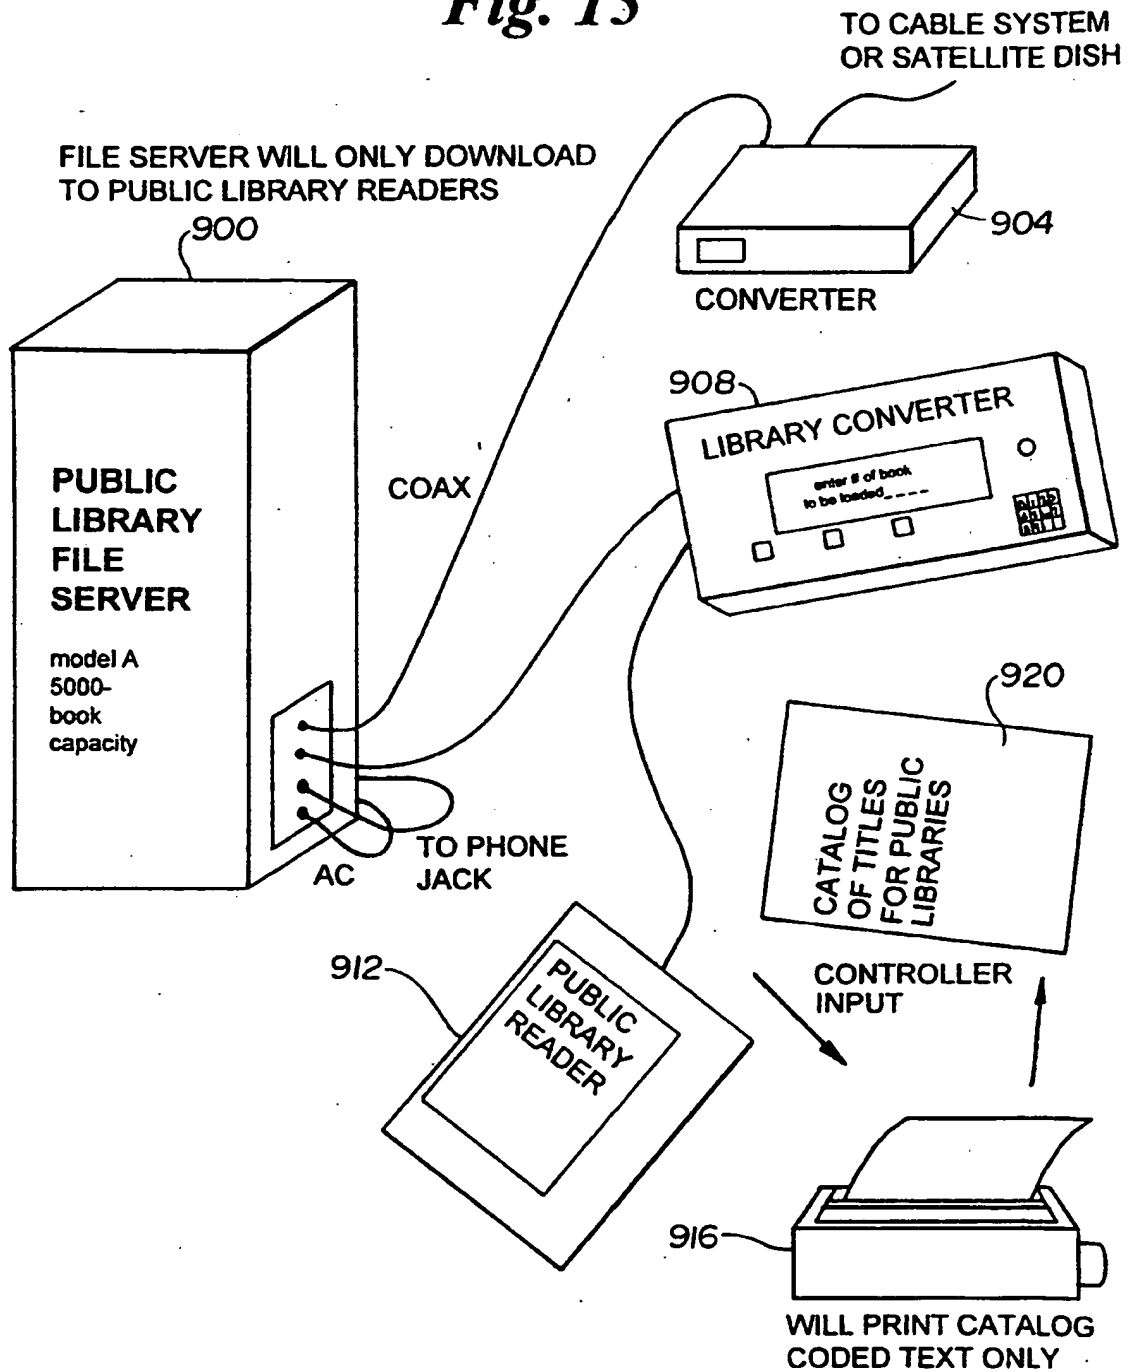 Fig. 15
TO CABLE SYSTEM
OR SATELLITE DISH
FILE SERVER WILL ONLY DOWNLOAD
TO PUBLIC LIBRARY READERS
900
904
CONVERTER
908
LIBRARY CONVERTER
enter # of book
to be loaded____
COAX
PUBLIC
LIBRARY
FILE
SERVER
model A
5000-
book
capacity
920
CATALOG
OF TITLES
FOR PUBLIC
LIBRARIES
TO PHONE
JACK
AC
912
PUBLIC
LIBRARY
READER
CONTROLLER
INPUT
916
WILL PRINT CATALOG
CODED TEXT ONLY